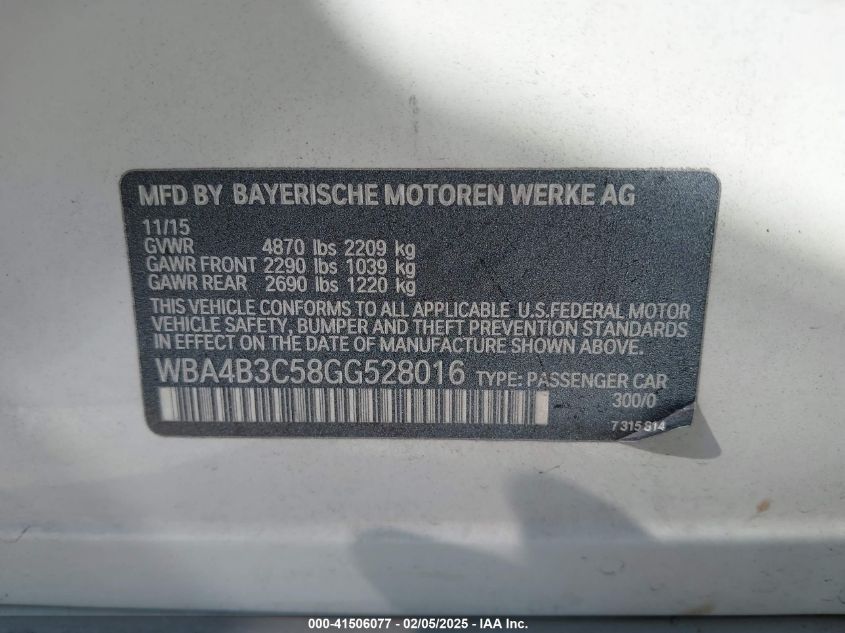 MFD BY BAYERISCHE MOTOREN WERKE AG
11/15
GVWR 4870 lbs 2209 kg
GAWR FRONT 2290 lbs 1039 kg
GAWR REAR 2690 lbs 1220 kg
THIS VEHICLE CONFORMS TO ALL APPLICABLE U.S.FEDERAL MOTOR
VEHICLE SAFETY, BUMPER AND THEFT PREVENTION STANDARDS
IN EFFECT ON THE DATE OF MANUFACTURE SHOWN ABOVE.
WBA4B3C58GG528016 TYPE: PASSENGER CAR
300/0
7 315 814
000-41506077 - 02/05/2025 - IAA Inc.